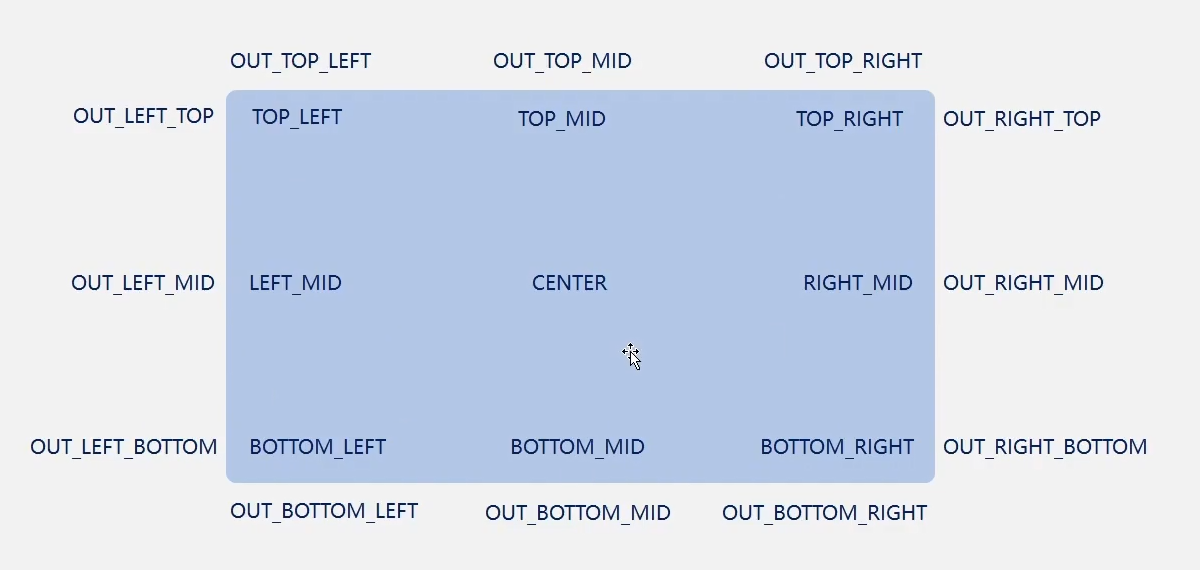 OUT_TOP_LEFT OUT_TOP_MID OUT_TOP_RIGHT
OUT_LEFT_TOP TOP_LEFT TOP_MID TOP_RIGHT OUT_RIGHT_TOP
OUT_LEFT_MID LEFT_MID CENTER RIGHT_MID OUT_RIGHT_MID
OUT_LEFT_BOTTOM BOTTOM_LEFT BOTTOM_MID BOTTOM_RIGHT OUT_RIGHT_BOTTOM
OUT_BOTTOM_LEFT OUT_BOTTOM_MID OUT_BOTTOM_RIGHT